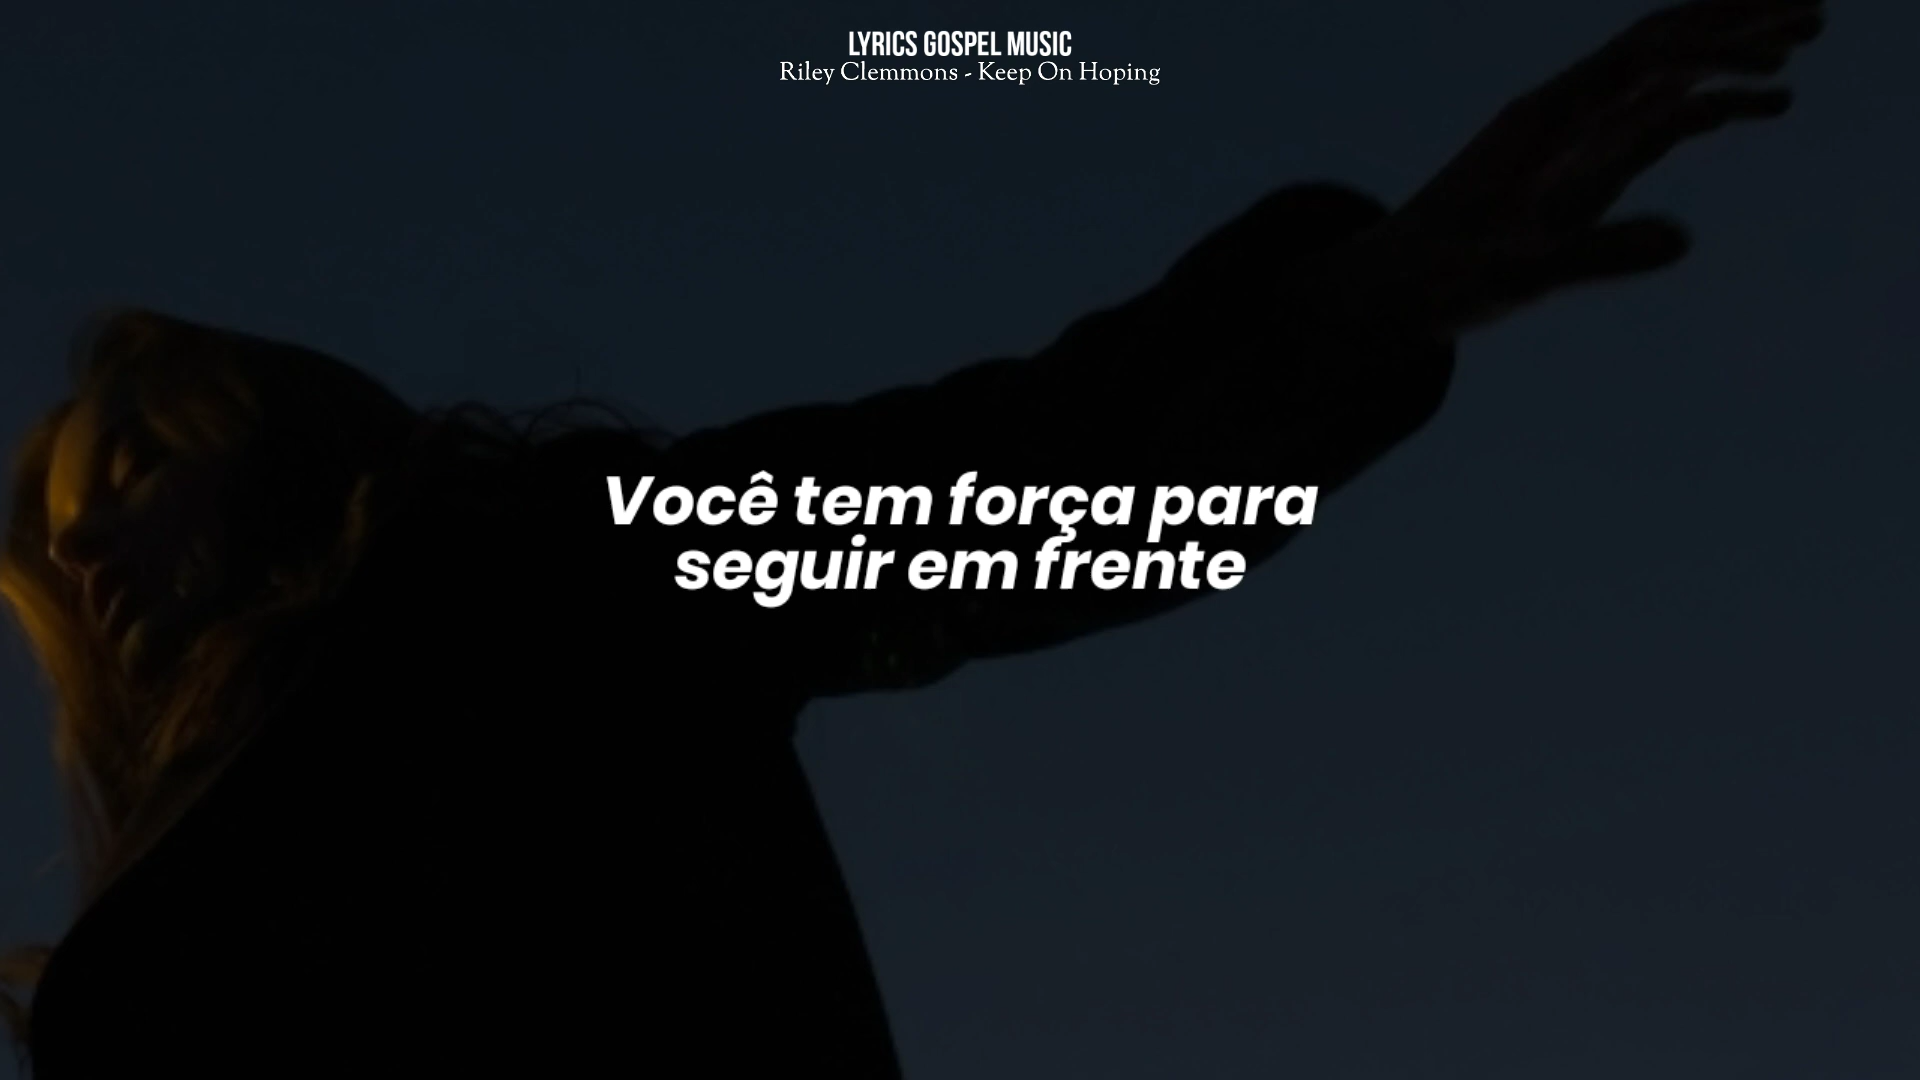 LYRICS GOSPEL MUSIC
Riley Clemmons - Keep On Hoping
Você tem força para
seguir em frente